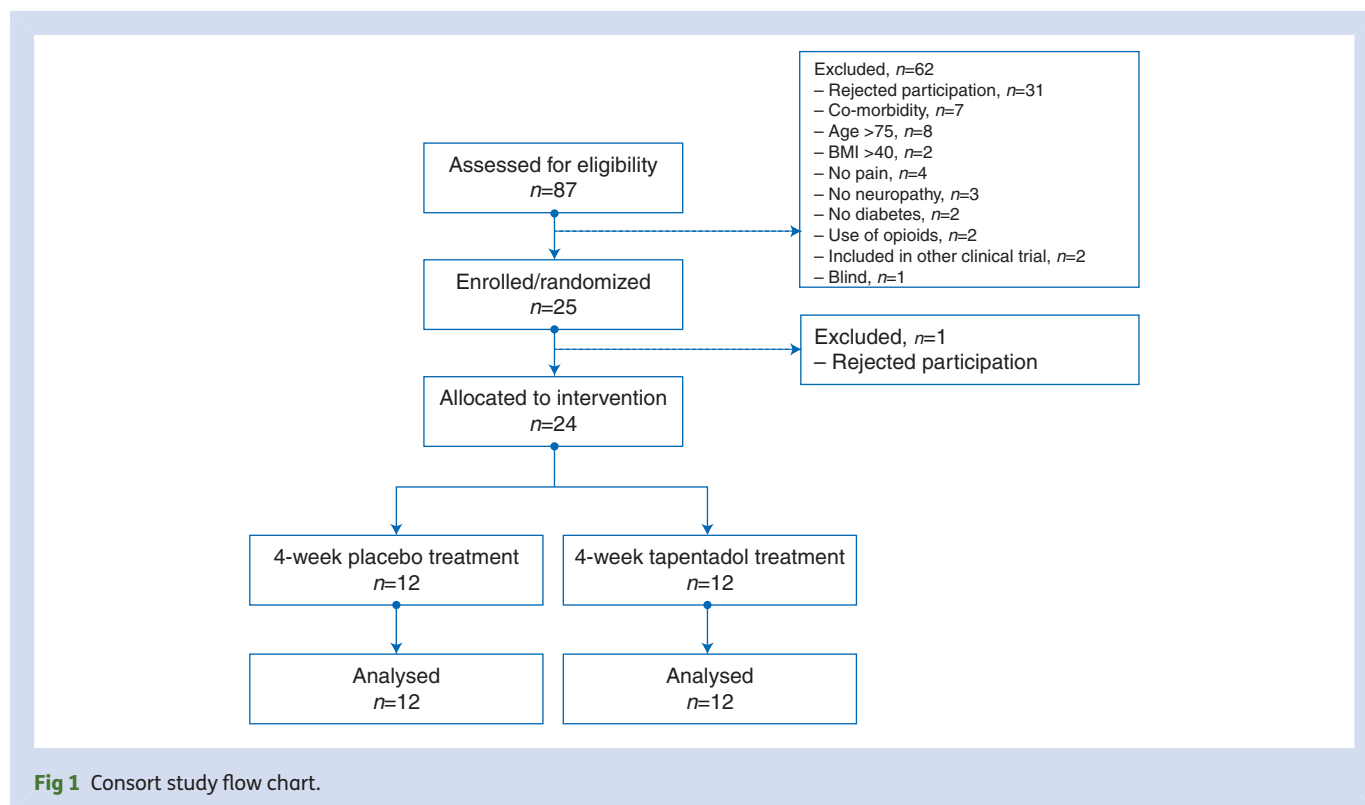 Assessed for eligibility
n=87
Excluded, n=62
– Rejected participation, n=31
– Co-morbidity, n=7
– Age >75, n=8
– BMI >40, n=2
– No pain, n=4
– No neuropathy, n=3
– No diabetes, n=2
– Use of opioids, n=2
– Included in other clinical trial, n=2
– Blind, n=1
Enrolled/randomized
n=25
Excluded, n=1
– Rejected participation
Allocated to intervention
n=24
4-week placebo treatment
n=12
4-week tapentadol treatment
n=12
Analysed
n=12
Analysed
n=12
Fig 1 Consort study flow chart.